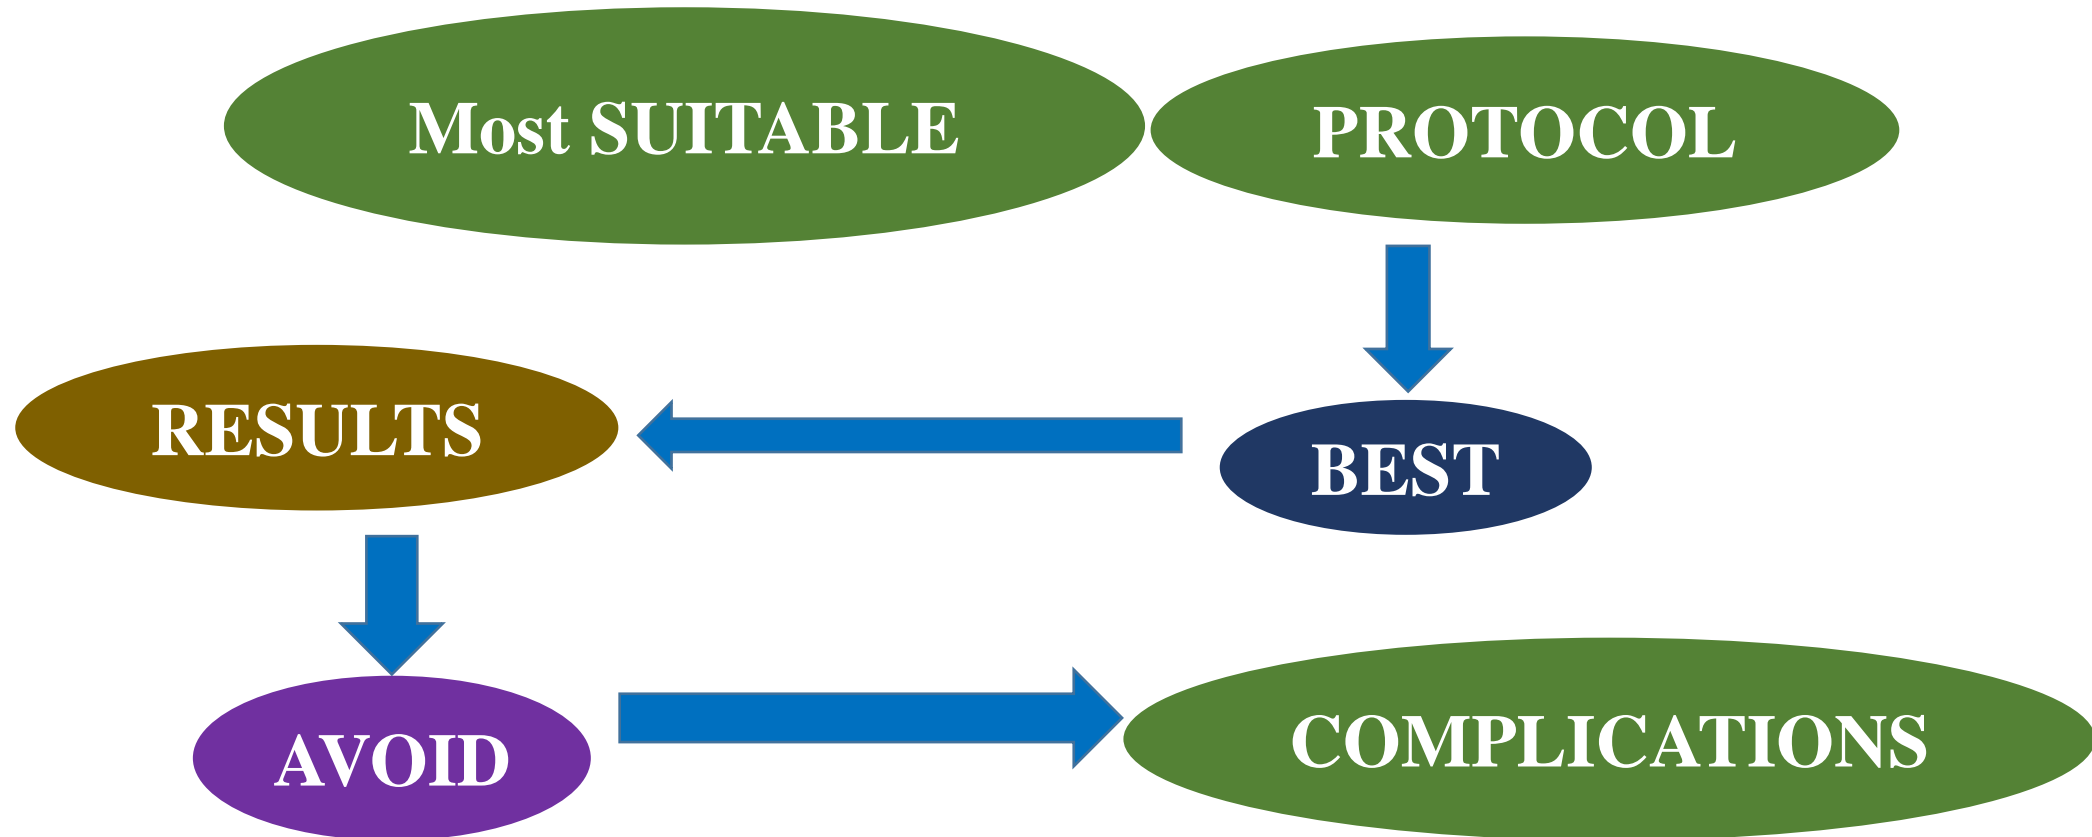 Most SUITABLE
PROTOCOL
BEST
RESULTS
AVOID
COMPLICATIONS